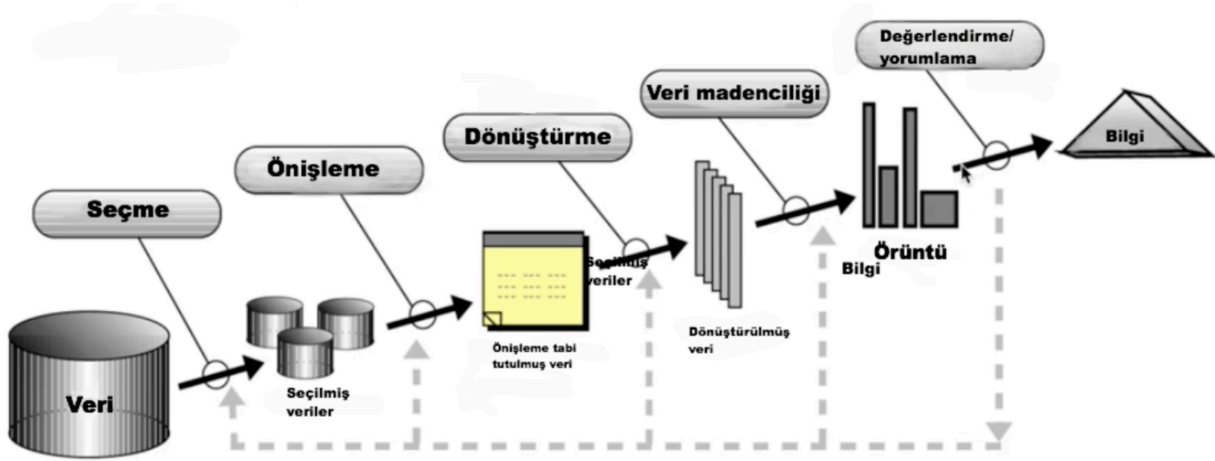 Değerlendirme/
yorumlama
Veri madenciliği
Dönüştürme
Önişleme
Seçme
Bilgi
Örüntü
Bilgi
Seçilmiş
veriler
Dönüştürülmüş
veri
Önişleme tabi
tutulmuş veri
Seçilmiş
veriler
Veri